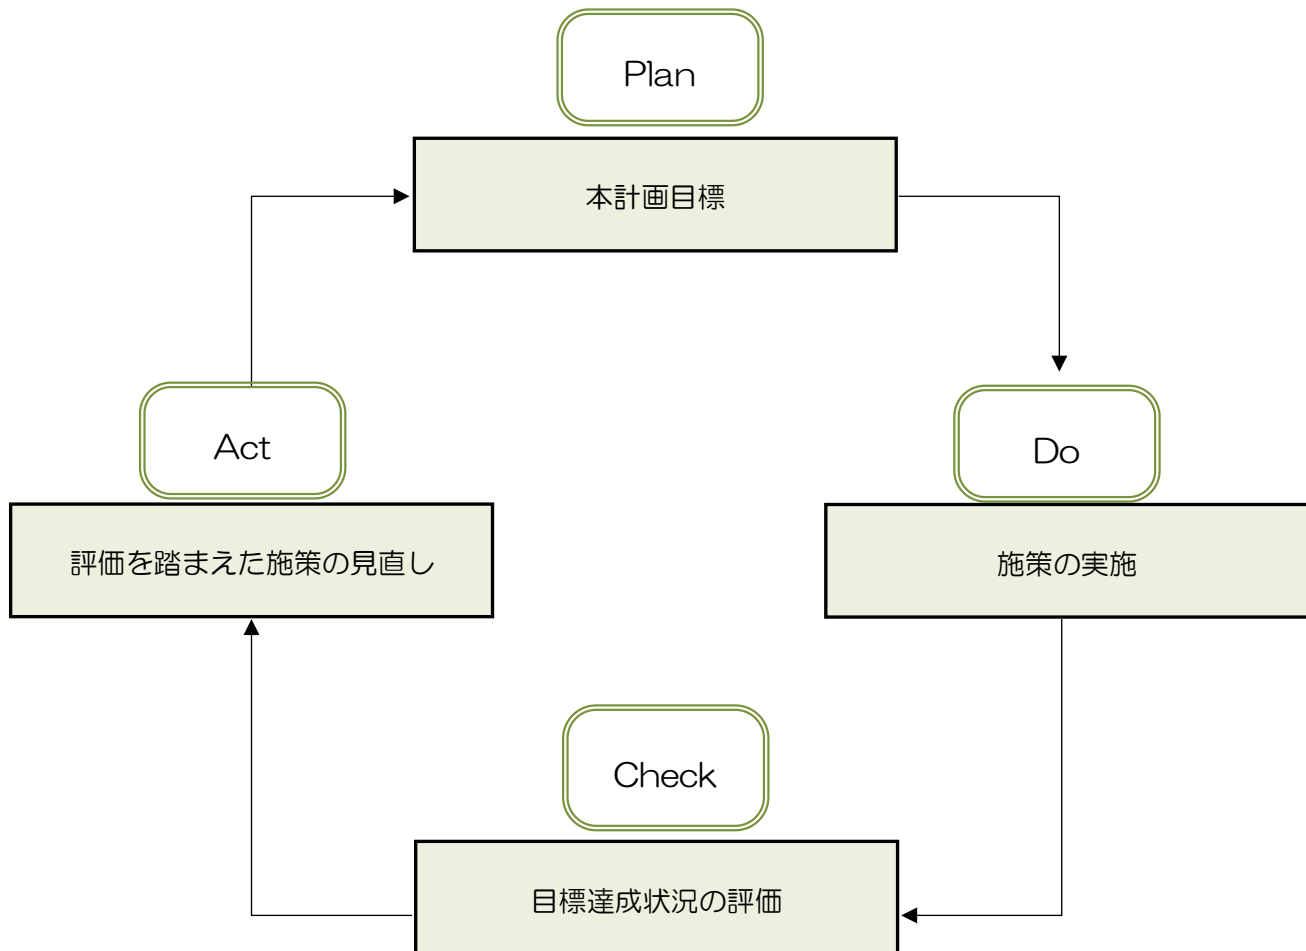 Plan
本計画目標
Act
評価を踏まえた施策の見直し
Do
施策の実施
Check
目標達成状況の評価